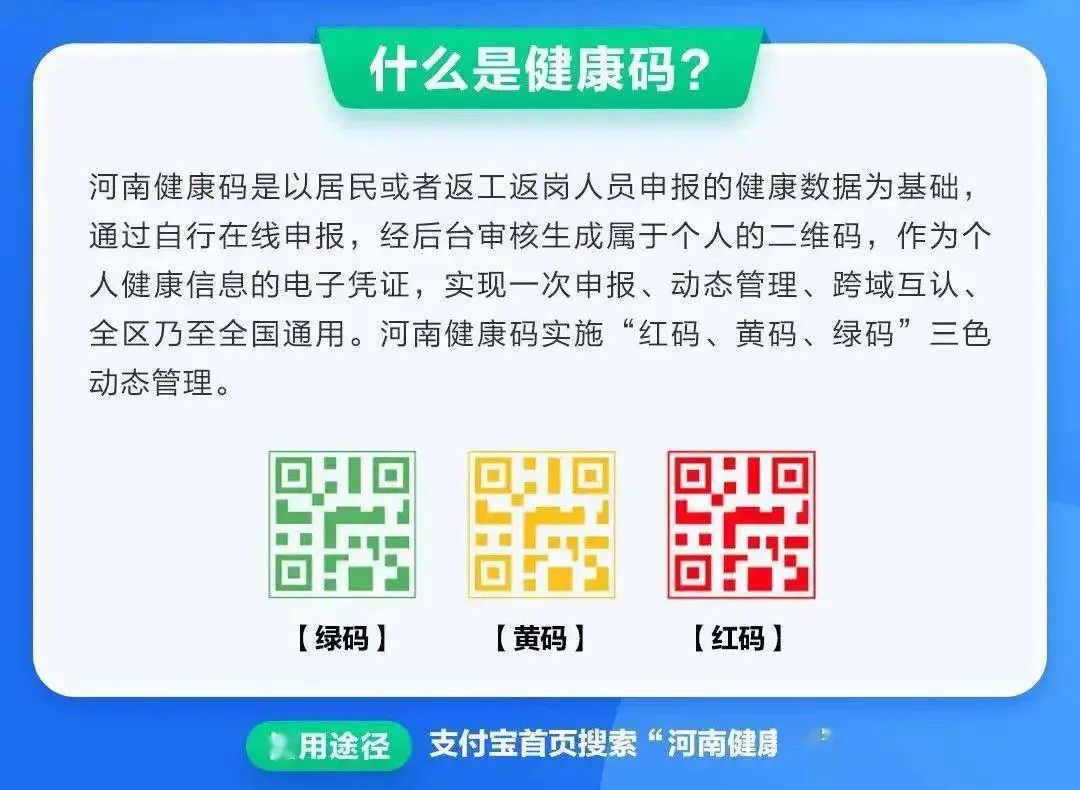 什么是健康码?
河南健康码是以居民或者返工返岗人员申报的健康数据为基础，
通过自行在线申报，经后台审核生成属于个人的二维码，作为个
人健康信息的电子凭证，实现一次申报、动态管理、跨域互认、
全区乃至全国通用。河南健康码实施“红码、黄码、绿码”三色
动态管理。
【绿码】 【黄码】 【红码】
用途径 支付宝首页搜索“河南健康